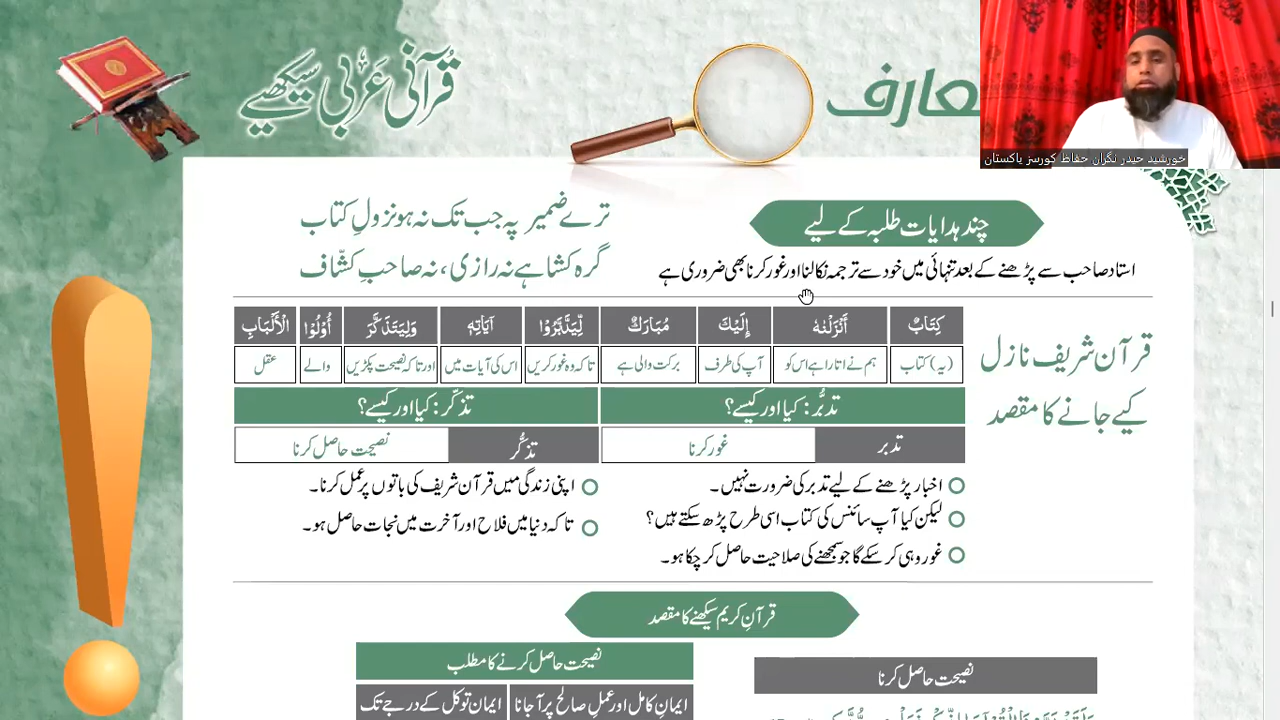 قُرآنی عَربی سیکھیے
خورشید حیدر نگران حفاظ کورسز پاکستان
چند ہدایات طلبہ کے لیے
استاد صاحب سے پڑھنے کے بعد تنہائی میں خود سے ترجمہ نکالنا اور غور کرنا بھی ضروری ہے
ترے ضمیر پہ جب تک نہ ہو نزولِ کتاب
گرہ کشا ہے نہ رازی، نہ صاحبِ کشّاف
قرآن شریف نازل
کیے جانے کا مقصد
كِتَابٌ أَنْزَلْنٰهُ إِلَيْكَ مُبَارَكٌ لِّيَدَّبَّرُوْا آيَاتِهٖ وَلِيَتَذَكَّرَ أُوْلُوْا الْأَلْبَابِ
(یہ) کتاب ہم نے اتارا ہے اس کو آپ کی طرف برکت والی ہے تاکہ وہ غور کریں اس کی آیات میں اور تاکہ نصیحت پکڑیں والے عقل
تدبُّر: کیا اور کیسے؟ تذکّر: کیا اور کیسے؟
تدبر غور کرنا تذکُّر نصیحت حاصل کرنا
اخبار پڑھنے کے لیے تدبر کی ضرورت نہیں۔
لیکن کیا آپ سائنس کی کتاب اسی طرح پڑھ سکتے ہیں؟
غور وہی کر سکے گا جو سمجھنے کی صلاحیت حاصل کر چکا ہو۔
اپنی زندگی میں قرآن شریف کی باتوں پر عمل کرنا۔
تاکہ دنیا میں فلاح اور آخرت میں نجات حاصل ہو۔
قرآنِ کریم سیکھنے کا مقصد
نصیحت حاصل کرنا
نصیحت حاصل کرنے کا مطلب
ایمانِ کامل اور عملِ صالح پر آجانا ایمان توکل کے درجے تک